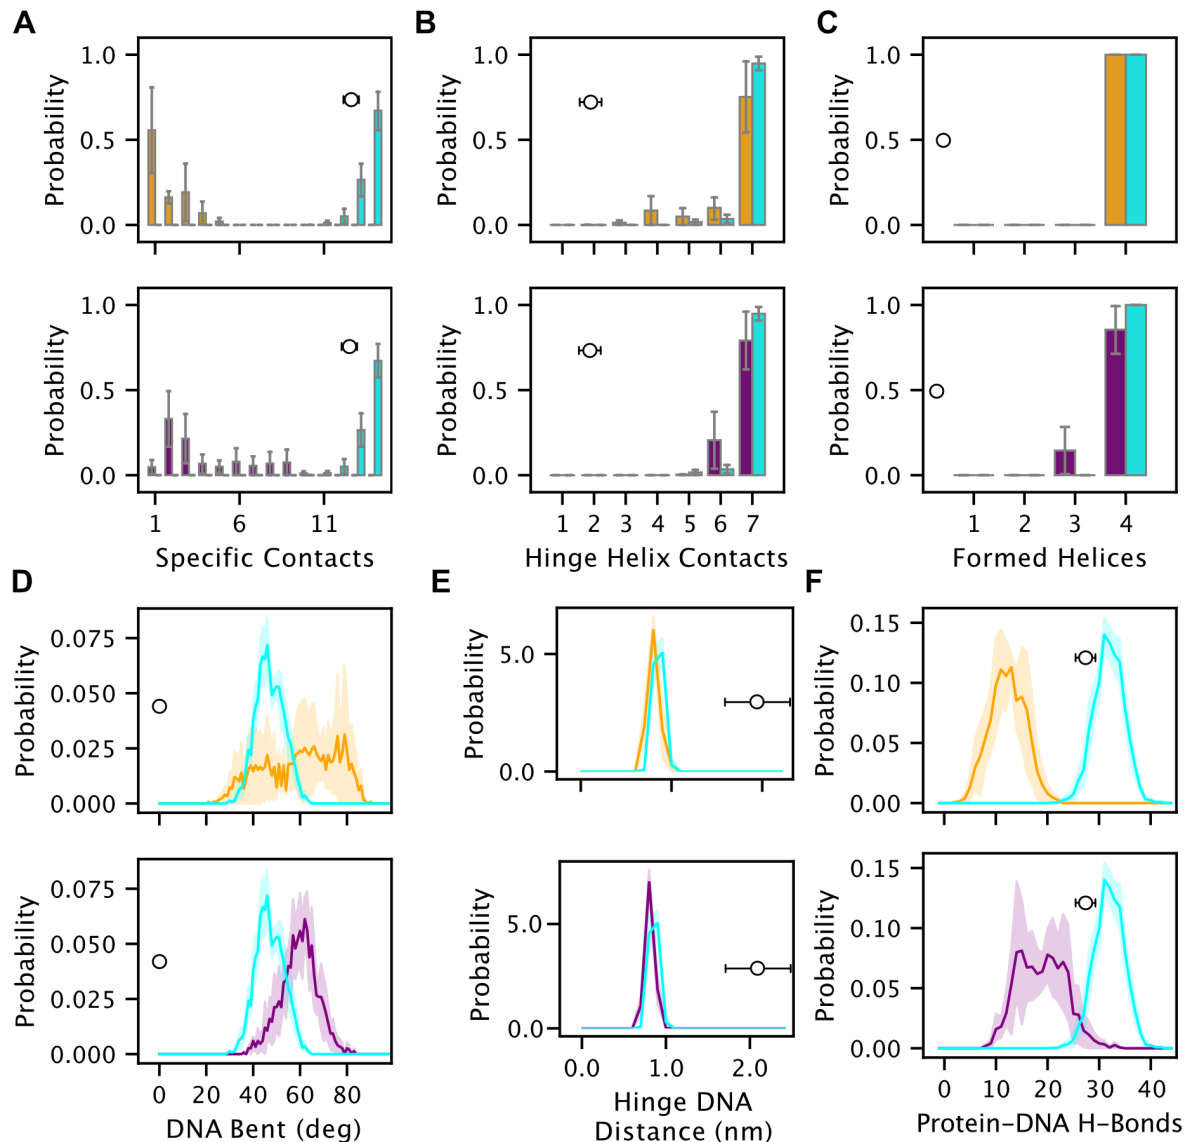 A
B
C
Probability
1.0
0.5
0.0
Probability
1.0
0.5
0.0
Probability
1.0
0.5
0.0
Probability
1.0
0.5
0.0
1 6 11
Specific Contacts
Probability
1.0
0.5
0.0
1 2 3 4 5 6 7
Hinge Helix Contacts
Probability
1.0
0.5
0.0
1 2 3 4
Formed Helices
D
E
F
Probability
0.075
0.050
0.025
0.000
Probability
5.0
0.0
Probability
0.15
0.10
0.05
0.00
Probability
0.075
0.050
0.025
0.000
0 20 40 60 80
DNA Bent (deg)
Probability
5.0
0.0
0.0 1.0 2.0
Hinge DNA
Distance (nm)
Probability
0.15
0.10
0.05
0.00
0 10 20 30 40
Protein–DNA H–Bonds